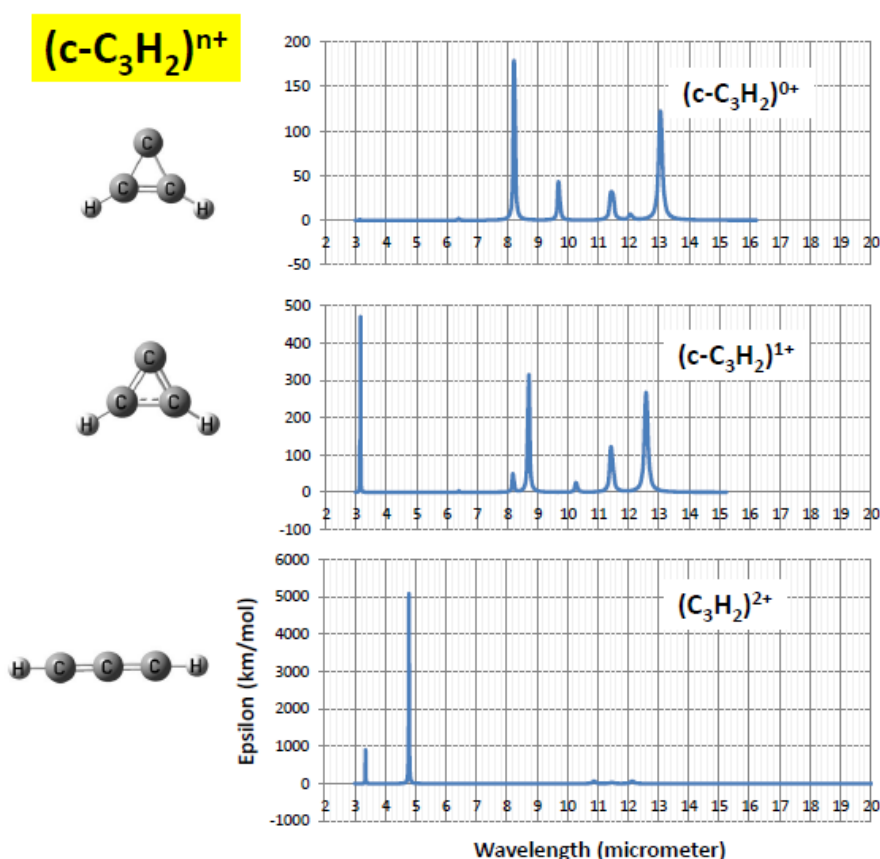 (c-C₃H₂)ⁿ⁺
200
150
100
50
0
-50
2 3 4 5 6 7 8 9 10 11 12 13 14 15 16 17 18 19 20
(c-C₃H₂)⁰⁺
C
C C
H H
500
400
300
200
100
0
-100
2 3 4 5 6 7 8 9 10 11 12 13 14 15 16 17 18 19 20
(c-C₃H₂)¹⁺
C
C C
H H
6000
5000
4000
3000
2000
1000
0
-1000
2 3 4 5 6 7 8 9 10 11 12 13 14 15 16 17 18 19 20
(C₃H₂)²⁺
H C C C H
Epsilon (km/mol)
Wavelength (micrometer)